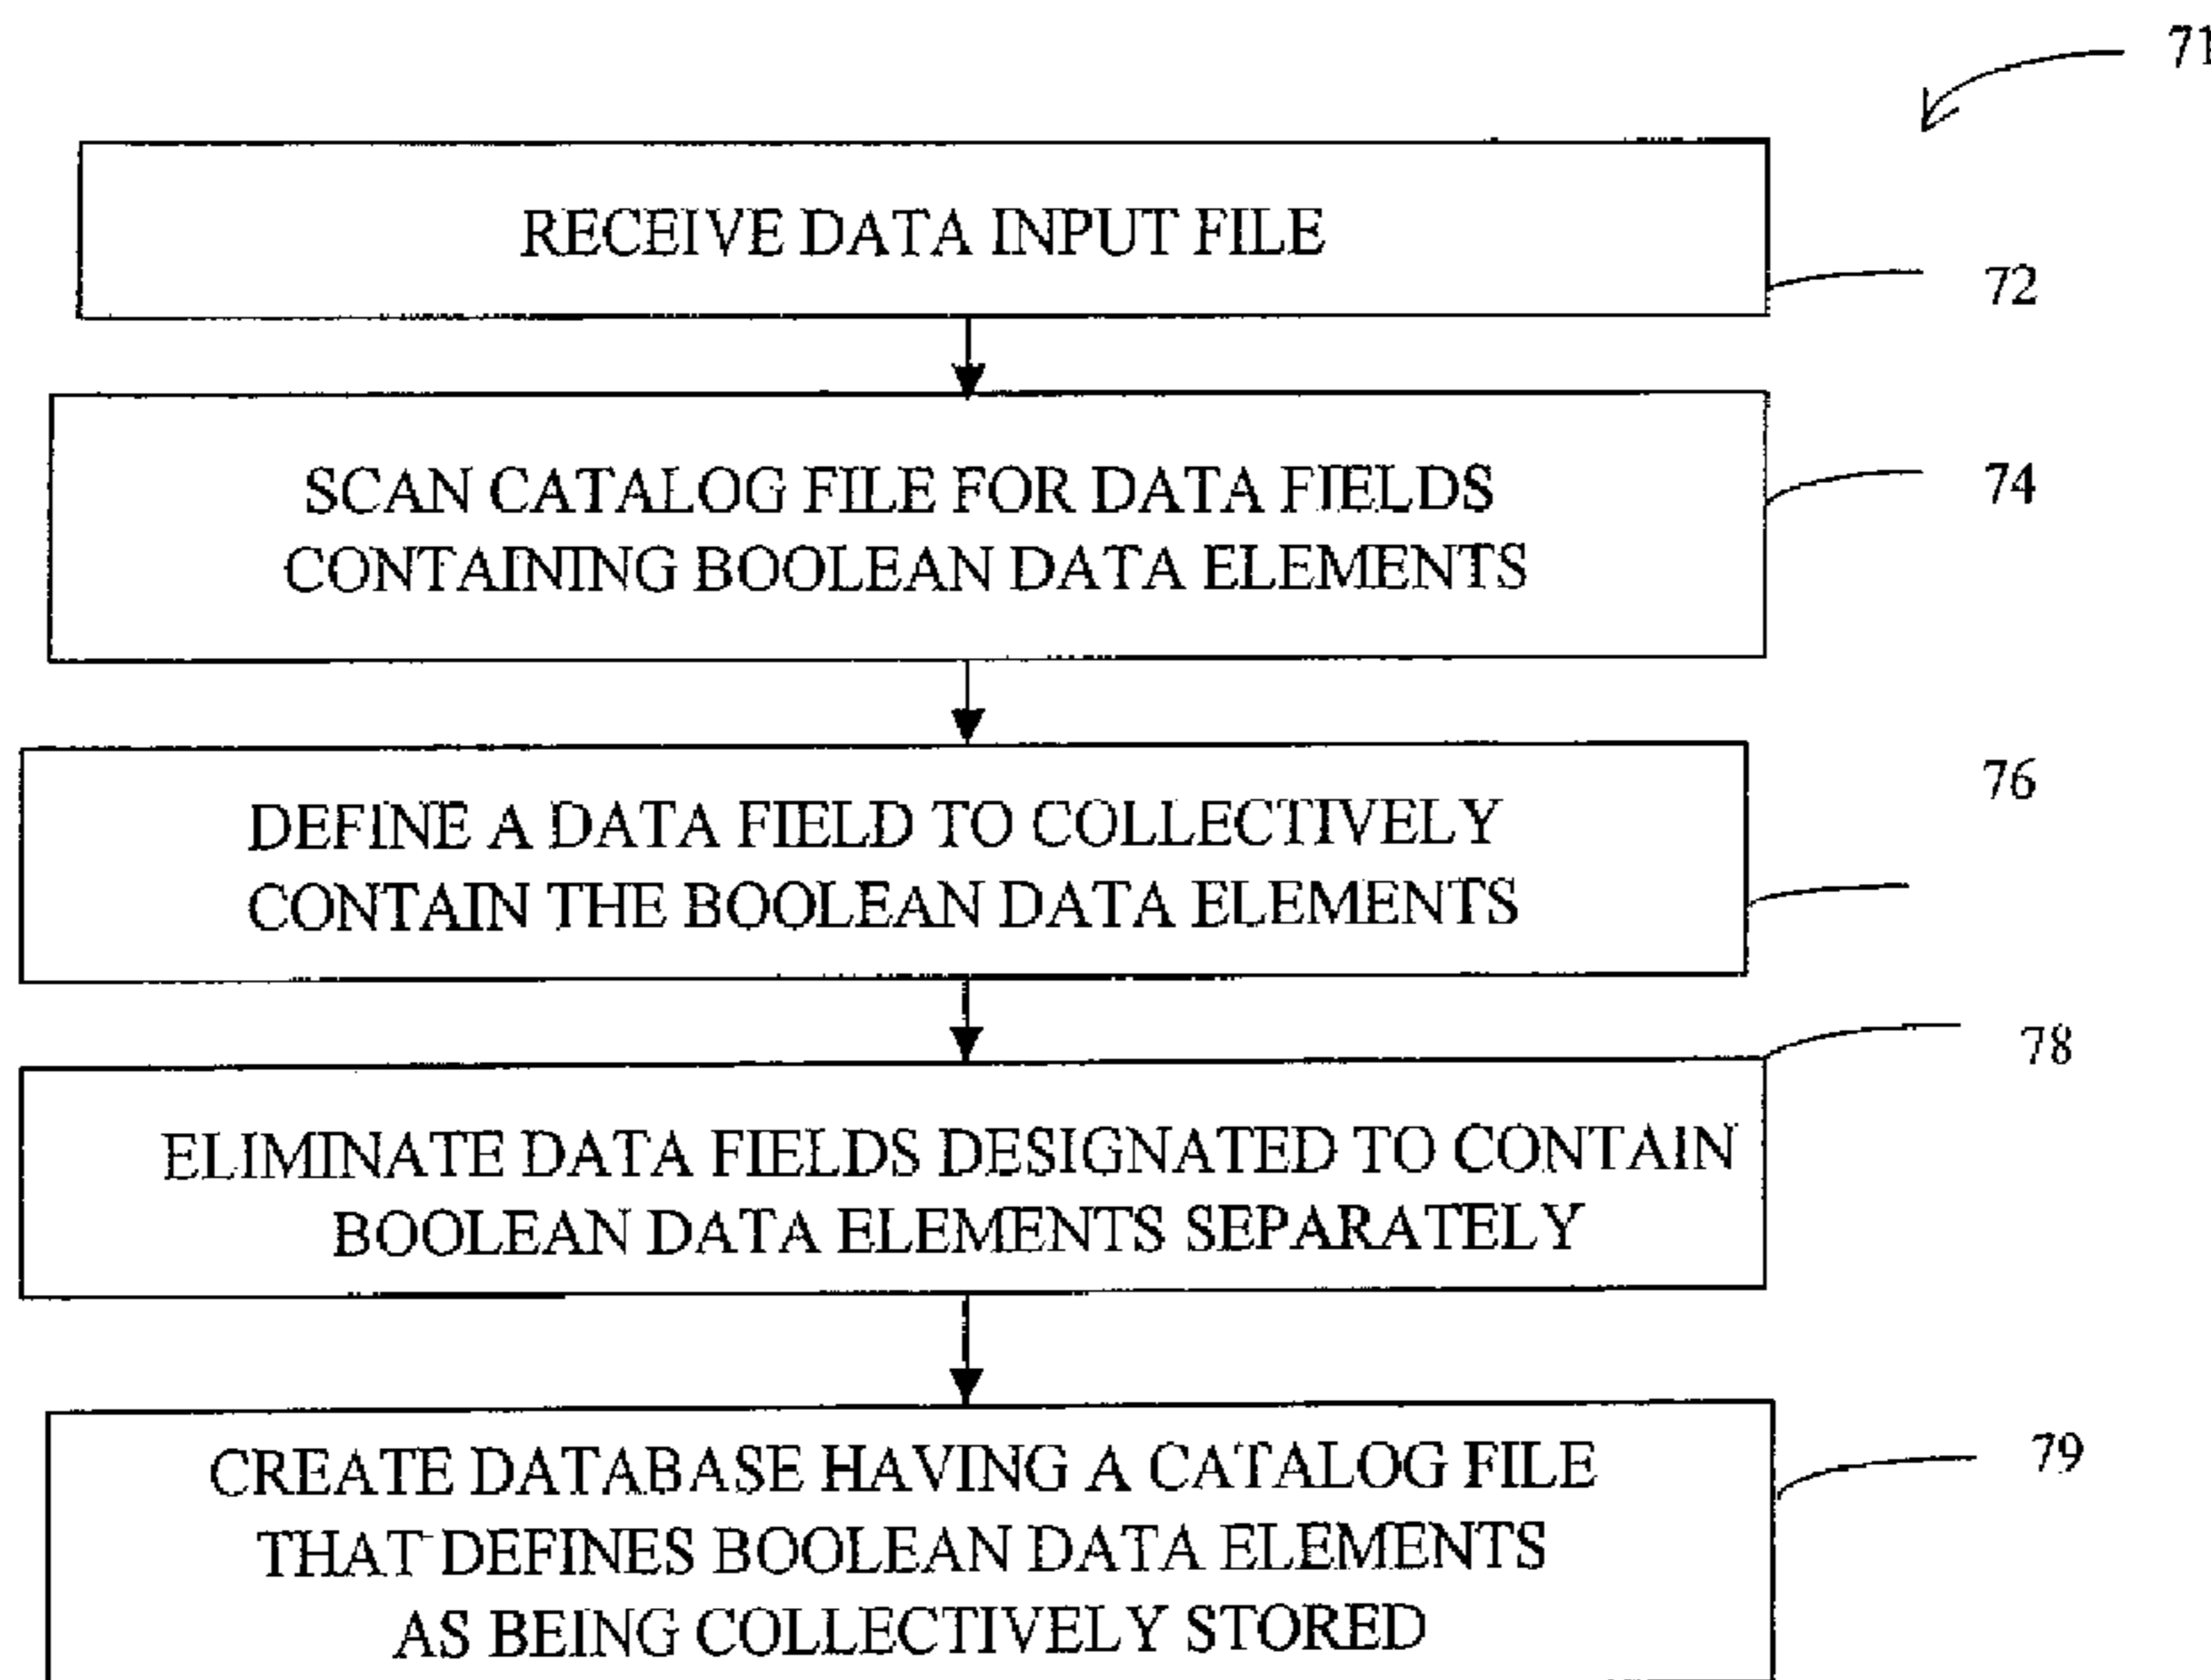 71
RECEIVE DATA INPUT FILE
72
SCAN CATALOG FILE FOR DATA FIELDS
CONTAINING BOOLEAN DATA ELEMENTS
74
DEFINE A DATA FIELD TO COLLECTIVELY
CONTAIN THE BOOLEAN DATA ELEMENTS
76
ELIMINATE DATA FIELDS DESIGNATED TO CONTAIN
BOOLEAN DATA ELEMENTS SEPARATELY
78
CREATE DATABASE HAVING A CATALOG FILE
THAT DEFINES BOOLEAN DATA ELEMENTS
AS BEING COLLECTIVELY STORED
79